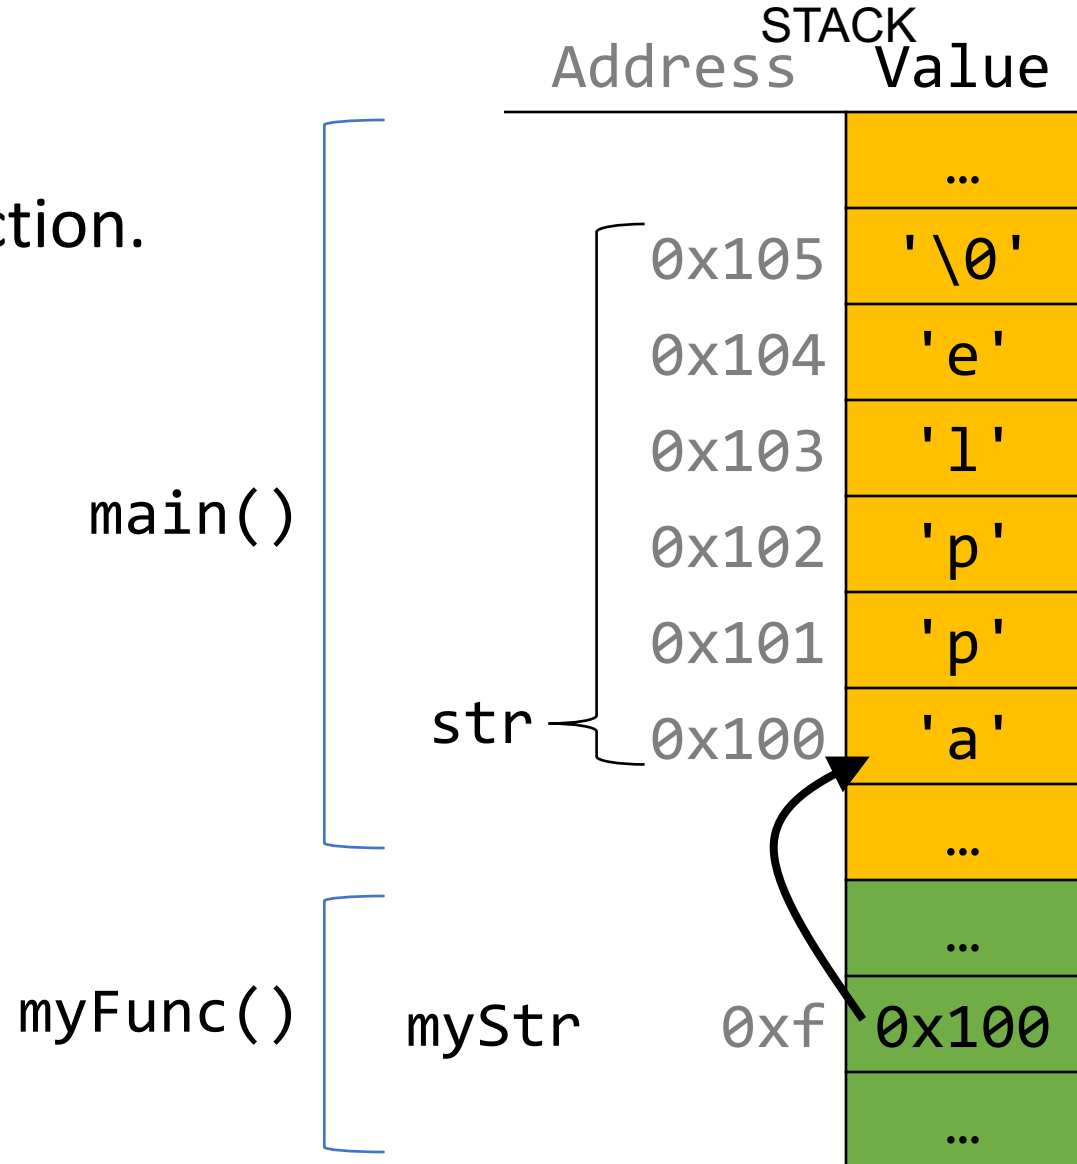 STACK
Address Value
…
ction.
0x105 '\0'
0x104 'e'
0x103 'l'
main()
0x102 'p'
0x101 'p'
str
0x100 'a'
…
…
myFunc() myStr 0xf 0x100
…